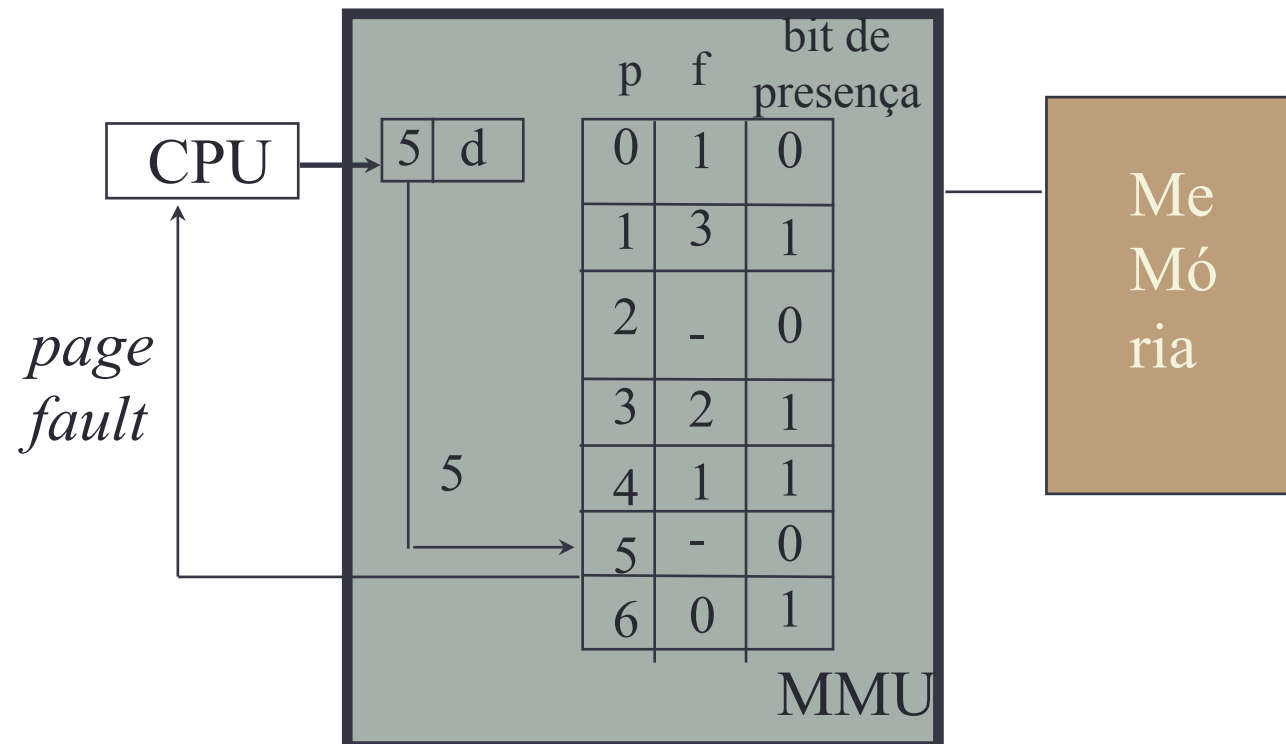 bit de
p f presença
CPU 5 d
0 1 0
1 3 1
2 - 0
3 2 1
4 1 1
5 - 0
6 0 1
5
page
fault
MMU
Me
Mó
ria